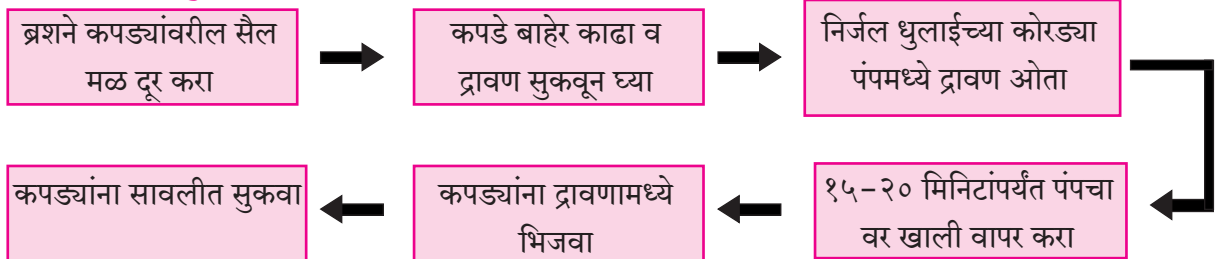 ब्रशने कपड्यांवरील सैल
मळ दूर करा
कपडे बाहेर काढा व
द्रावण सुकवून घ्या
निर्जल धुलाईच्या कोरड्या
पंपमध्ये द्रावण ओता
१५-२० मिनिटांपर्यंत पंपचा
वर खाली वापर करा
कपड्यांना द्रावणामध्ये
भिजवा
कपड्यांना सावलीत सुकवा